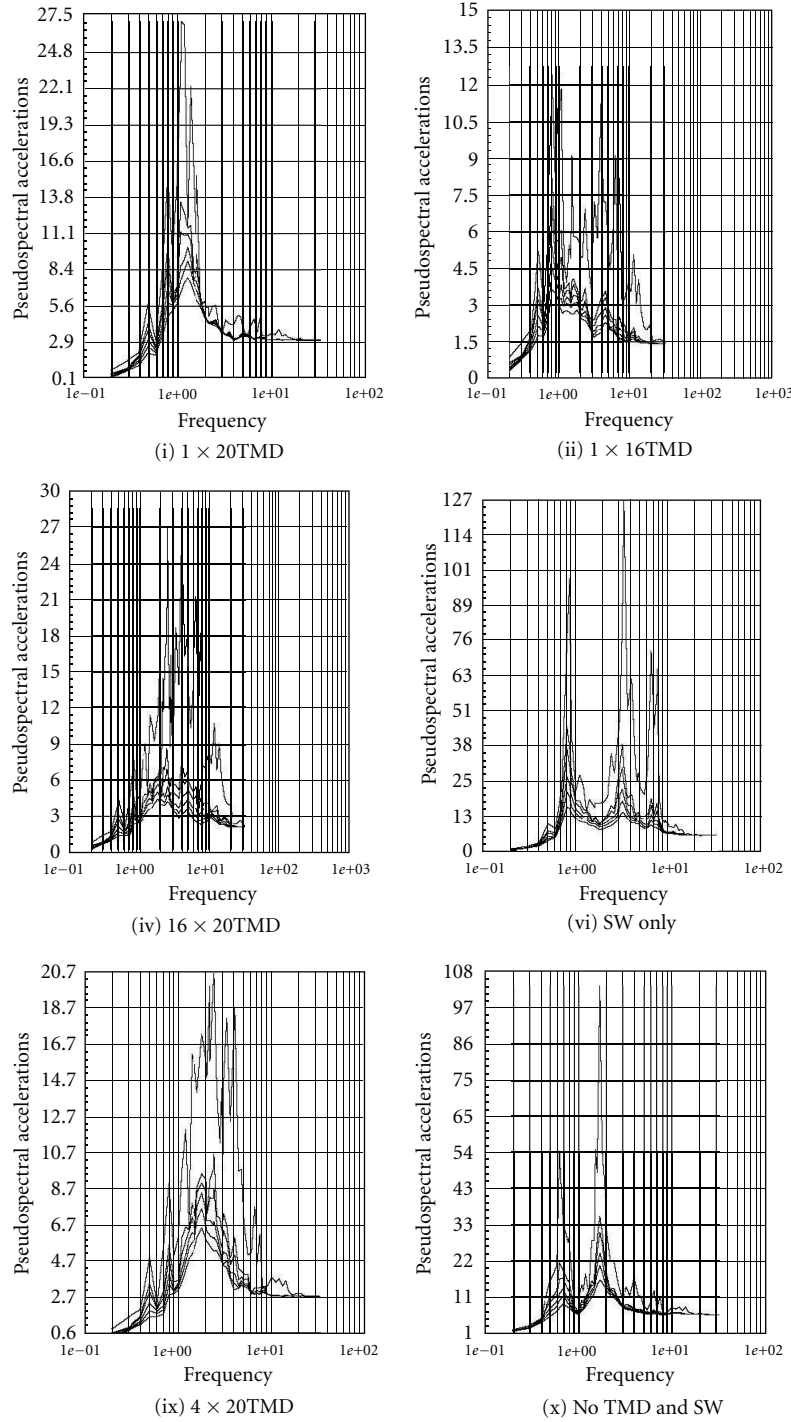 27.5
24.8
22.1
19.3
16.6
13.8
11.1
8.4
5.6
2.9
0.1
Pseudospectral accelerations
1e−01 1e+00 1e+01 1e+02
Frequency
(i) 1 × 20TMD
15
13.5
12
10.5
9
7.5
6
4.5
3
1.5
0
Pseudospectral accelerations
1e−01 1e+00 1e+01 1e+02 1e+03
Frequency
(ii) 1 × 16TMD
30
27
24
21
18
15
12
9
6
3
0
Pseudospectral accelerations
1e−01 1e+00 1e+01 1e+02 1e+03
Frequency
(iv) 16 × 20TMD
127
114
101
89
76
63
51
38
25
13
0
Pseudospectral accelerations
1e−01 1e+00 1e+01 1e+02
Frequency
(vi) SW only
20.7
18.7
16.7
14.7
12.7
10.7
8.7
6.7
4.7
2.7
0.6
Pseudospectral accelerations
1e−01 1e+00 1e+01 1e+02
Frequency
(ix) 4 × 20TMD
108
97
86
75
65
54
43
33
22
11
1
Pseudospectral accelerations
1e−01 1e+00 1e+01 1e+02
Frequency
(x) No TMD and SW